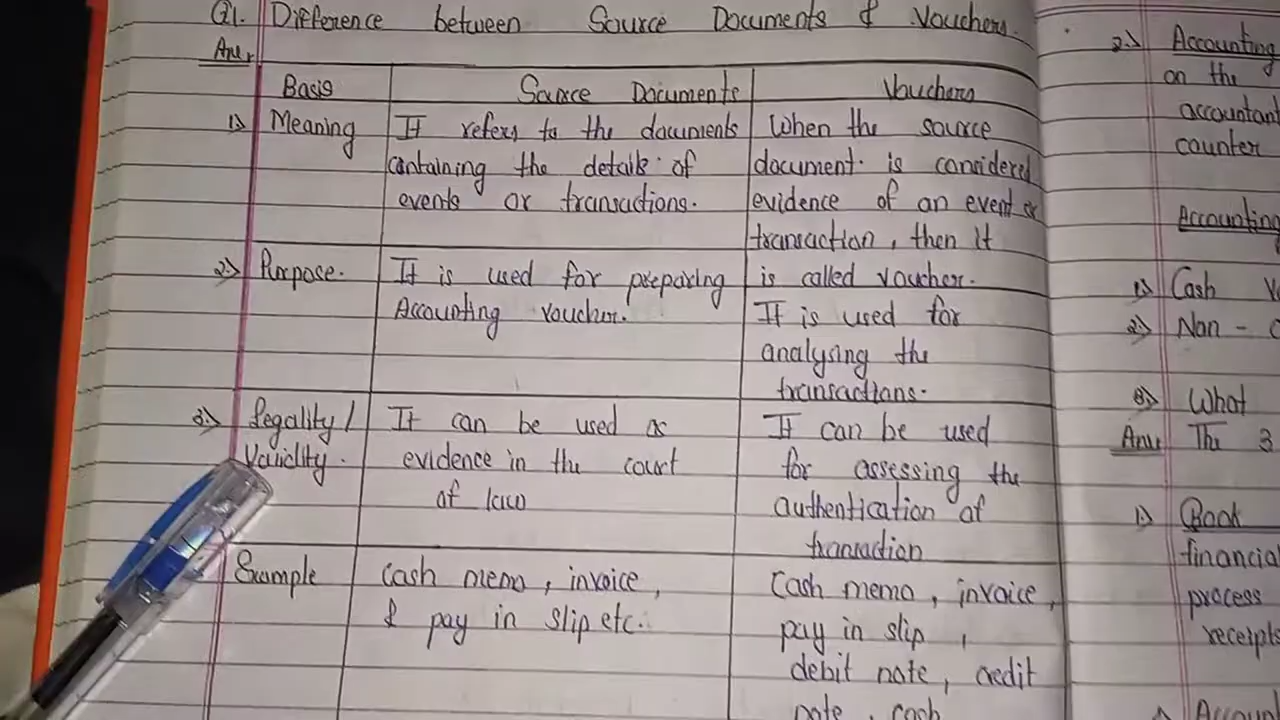 Q1. Difference between Source Documents & Vouchers.
Ans,
Basis Source Documents Vouchers
1) Meaning It refers to the documents When the source
containing the details of document is considered
events or transactions. evidence of an event or
transaction, then it
2) Purpose. It is used for preparing is called voucher.
Accounting voucher. It is used for
analysing the
transactions.
3) Legality/ It can be used as It can be used
Validity. evidence in the court for assessing the
of law authentication of
transaction
Example cash memo, invoice, Cash memo, invoice,
& pay in slip etc. pay in slip,
debit note, credit
note, cash
2) Accounting
on the
accountant
counter
Accounting
1) Cash
2) Non -
3) What
Ans The 3
1) Book
financial
process
receipts